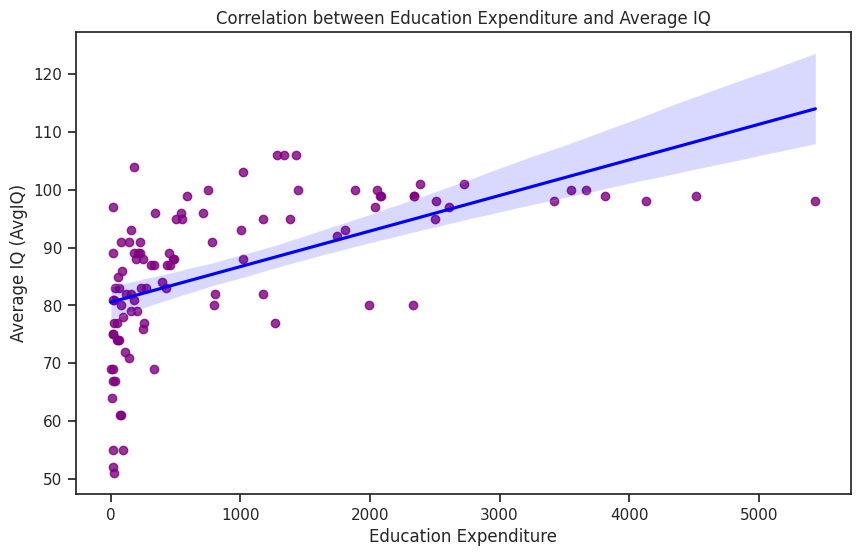 Correlation between Education Expenditure and Average IQ
120
110
100
90
80
70
60
50
Average IQ (AvgIQ)
0 1000 2000 3000 4000 5000
Education Expenditure